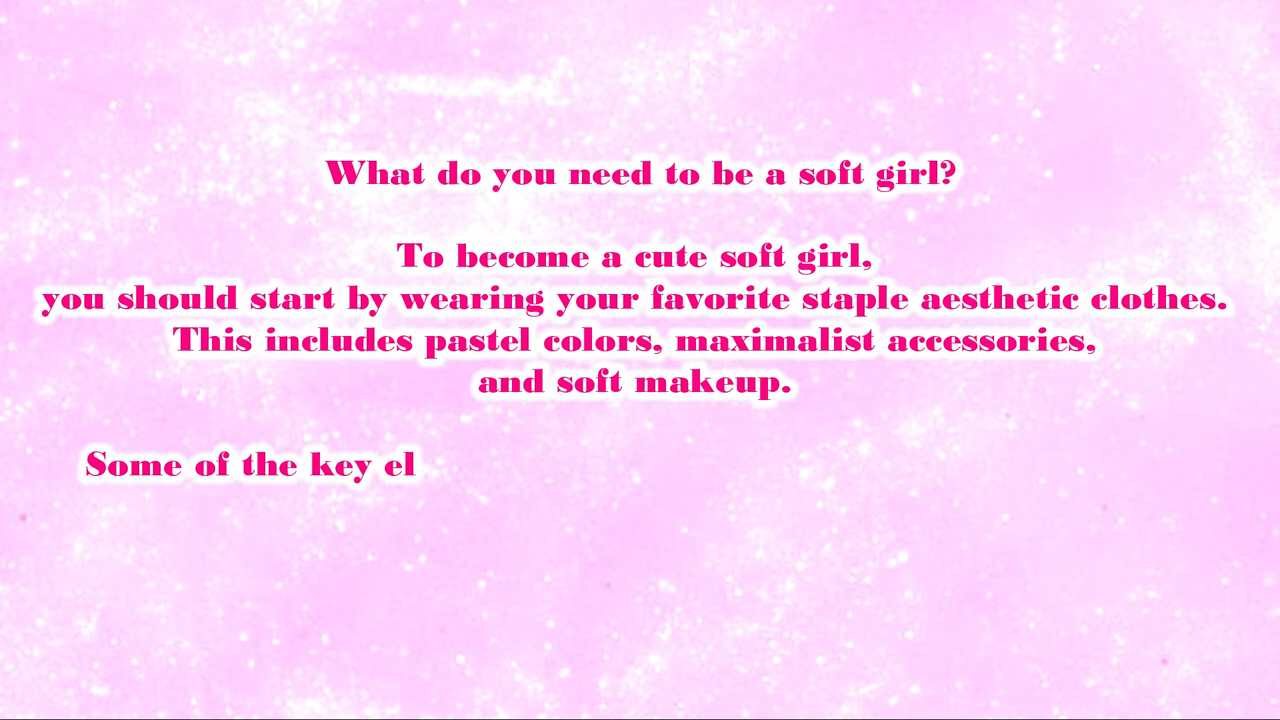 What do you need to be a soft girl?
To become a cute soft girl,
you should start by wearing your favorite staple aesthetic clothes.
This includes pastel colors, maximalist accessories,
and soft makeup.
Some of the key el